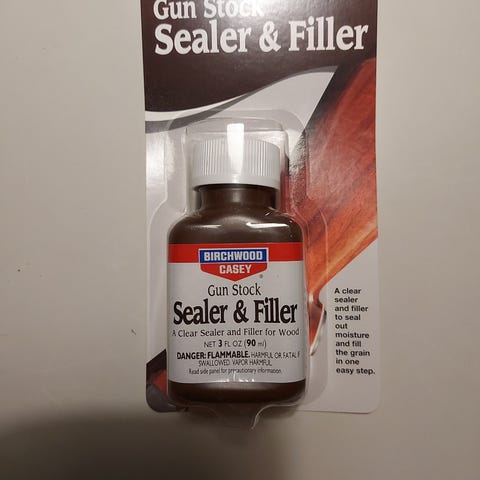 Gun Stock
Sealer & Filler
BIRCHWOOD
CASEY
Gun Stock
Sealer & Filler
A Clear Sealer and Filler for Wood
NET 3 FL OZ (90 ml)
DANGER: FLAMMABLE. HARMFUL OR FATAL IF
SWALLOWED. VAPOR HARMFUL.
Read side panel for precautionary information.
A clear
sealer
and filler
to seal
out
moisture
and fill
the grain
in one
easy step.